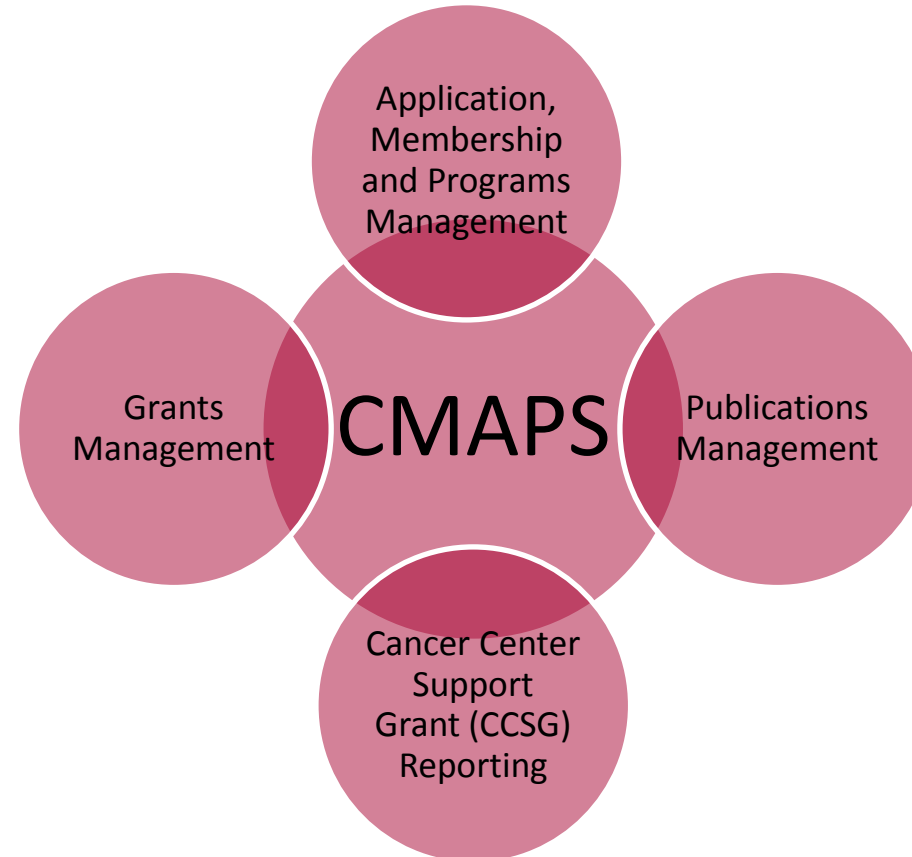 Application,
Membership
and Programs
Management
Grants
Management
CMAPS
Publications
Management
Cancer Center
Support
Grant (CCSG)
Reporting